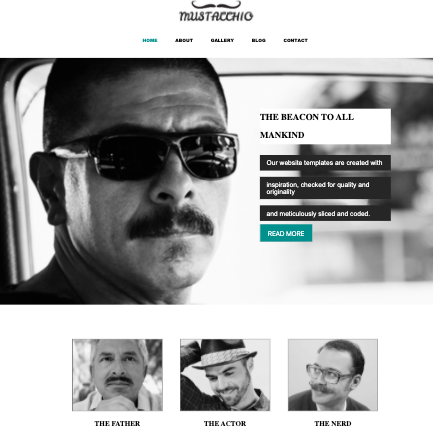 MUSTACCHIO
HOME ABOUT GALLERY BLOG CONTACT
THE BEACON TO ALL
MANKIND
Our website templates are created with
inspiration, checked for quality and
originality
and meticulously sliced and coded.
READ MORE
THE FATHER THE ACTOR THE NERD